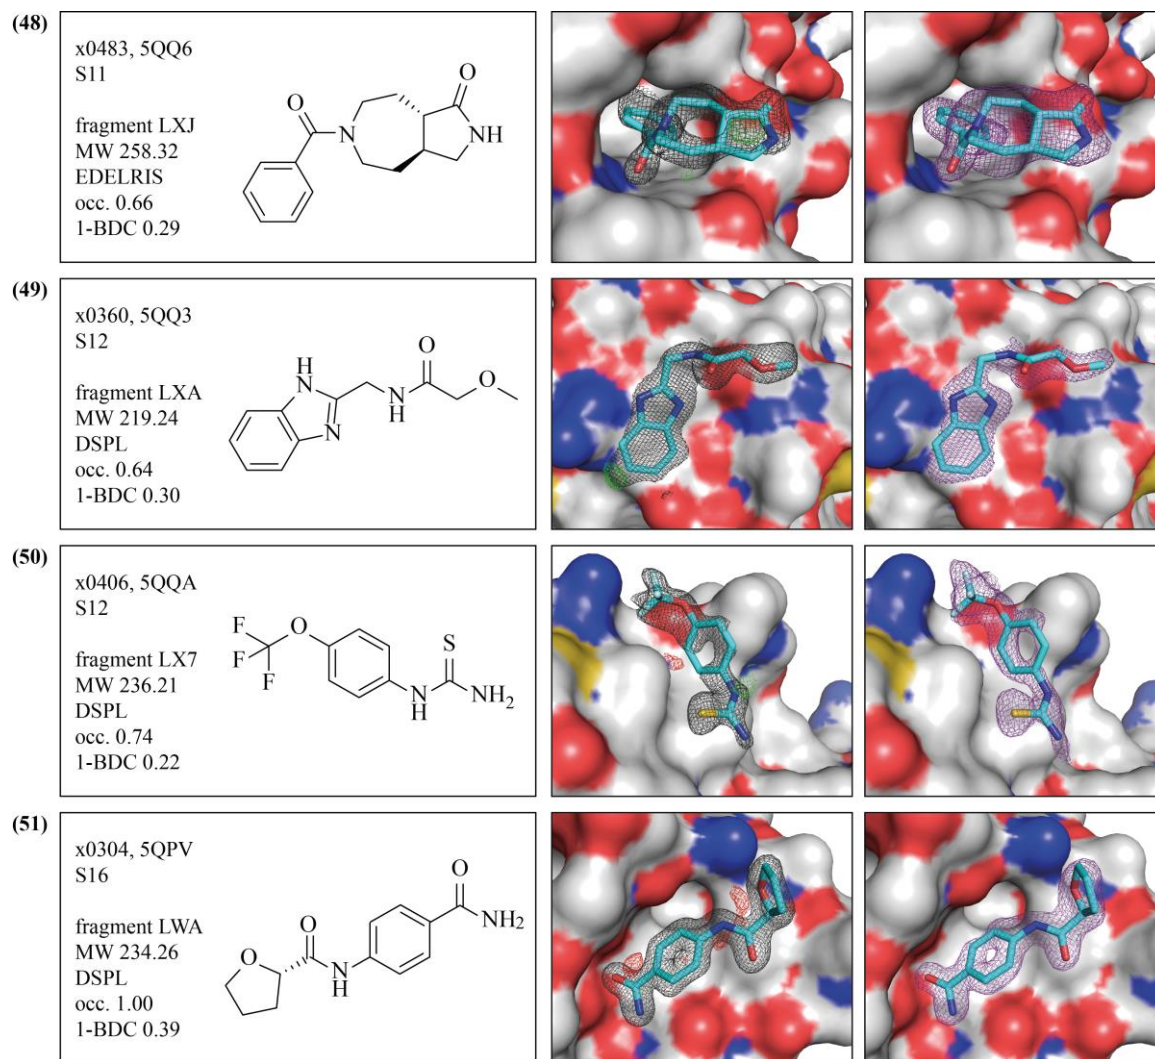 (48)
x0483, 5QQ6
S11
fragment LXJ
MW 258.32
EDELRIS
occ. 0.66
1-BDC 0.29
O
N
O
NH
(49)
x0360, 5QQ3
S12
fragment LXA
MW 219.24
DSPL
occ. 0.64
1-BDC 0.30
H
N
N
N
H
O
O
(50)
x0406, 5QQA
S12
fragment LX7
MW 236.21
DSPL
occ. 0.74
1-BDC 0.22
F
O
F
F
S
N
H
NH2
(51)
x0304, 5QPV
S16
fragment LWA
MW 234.26
DSPL
occ. 1.00
1-BDC 0.39
O
O
N
H
O
NH2